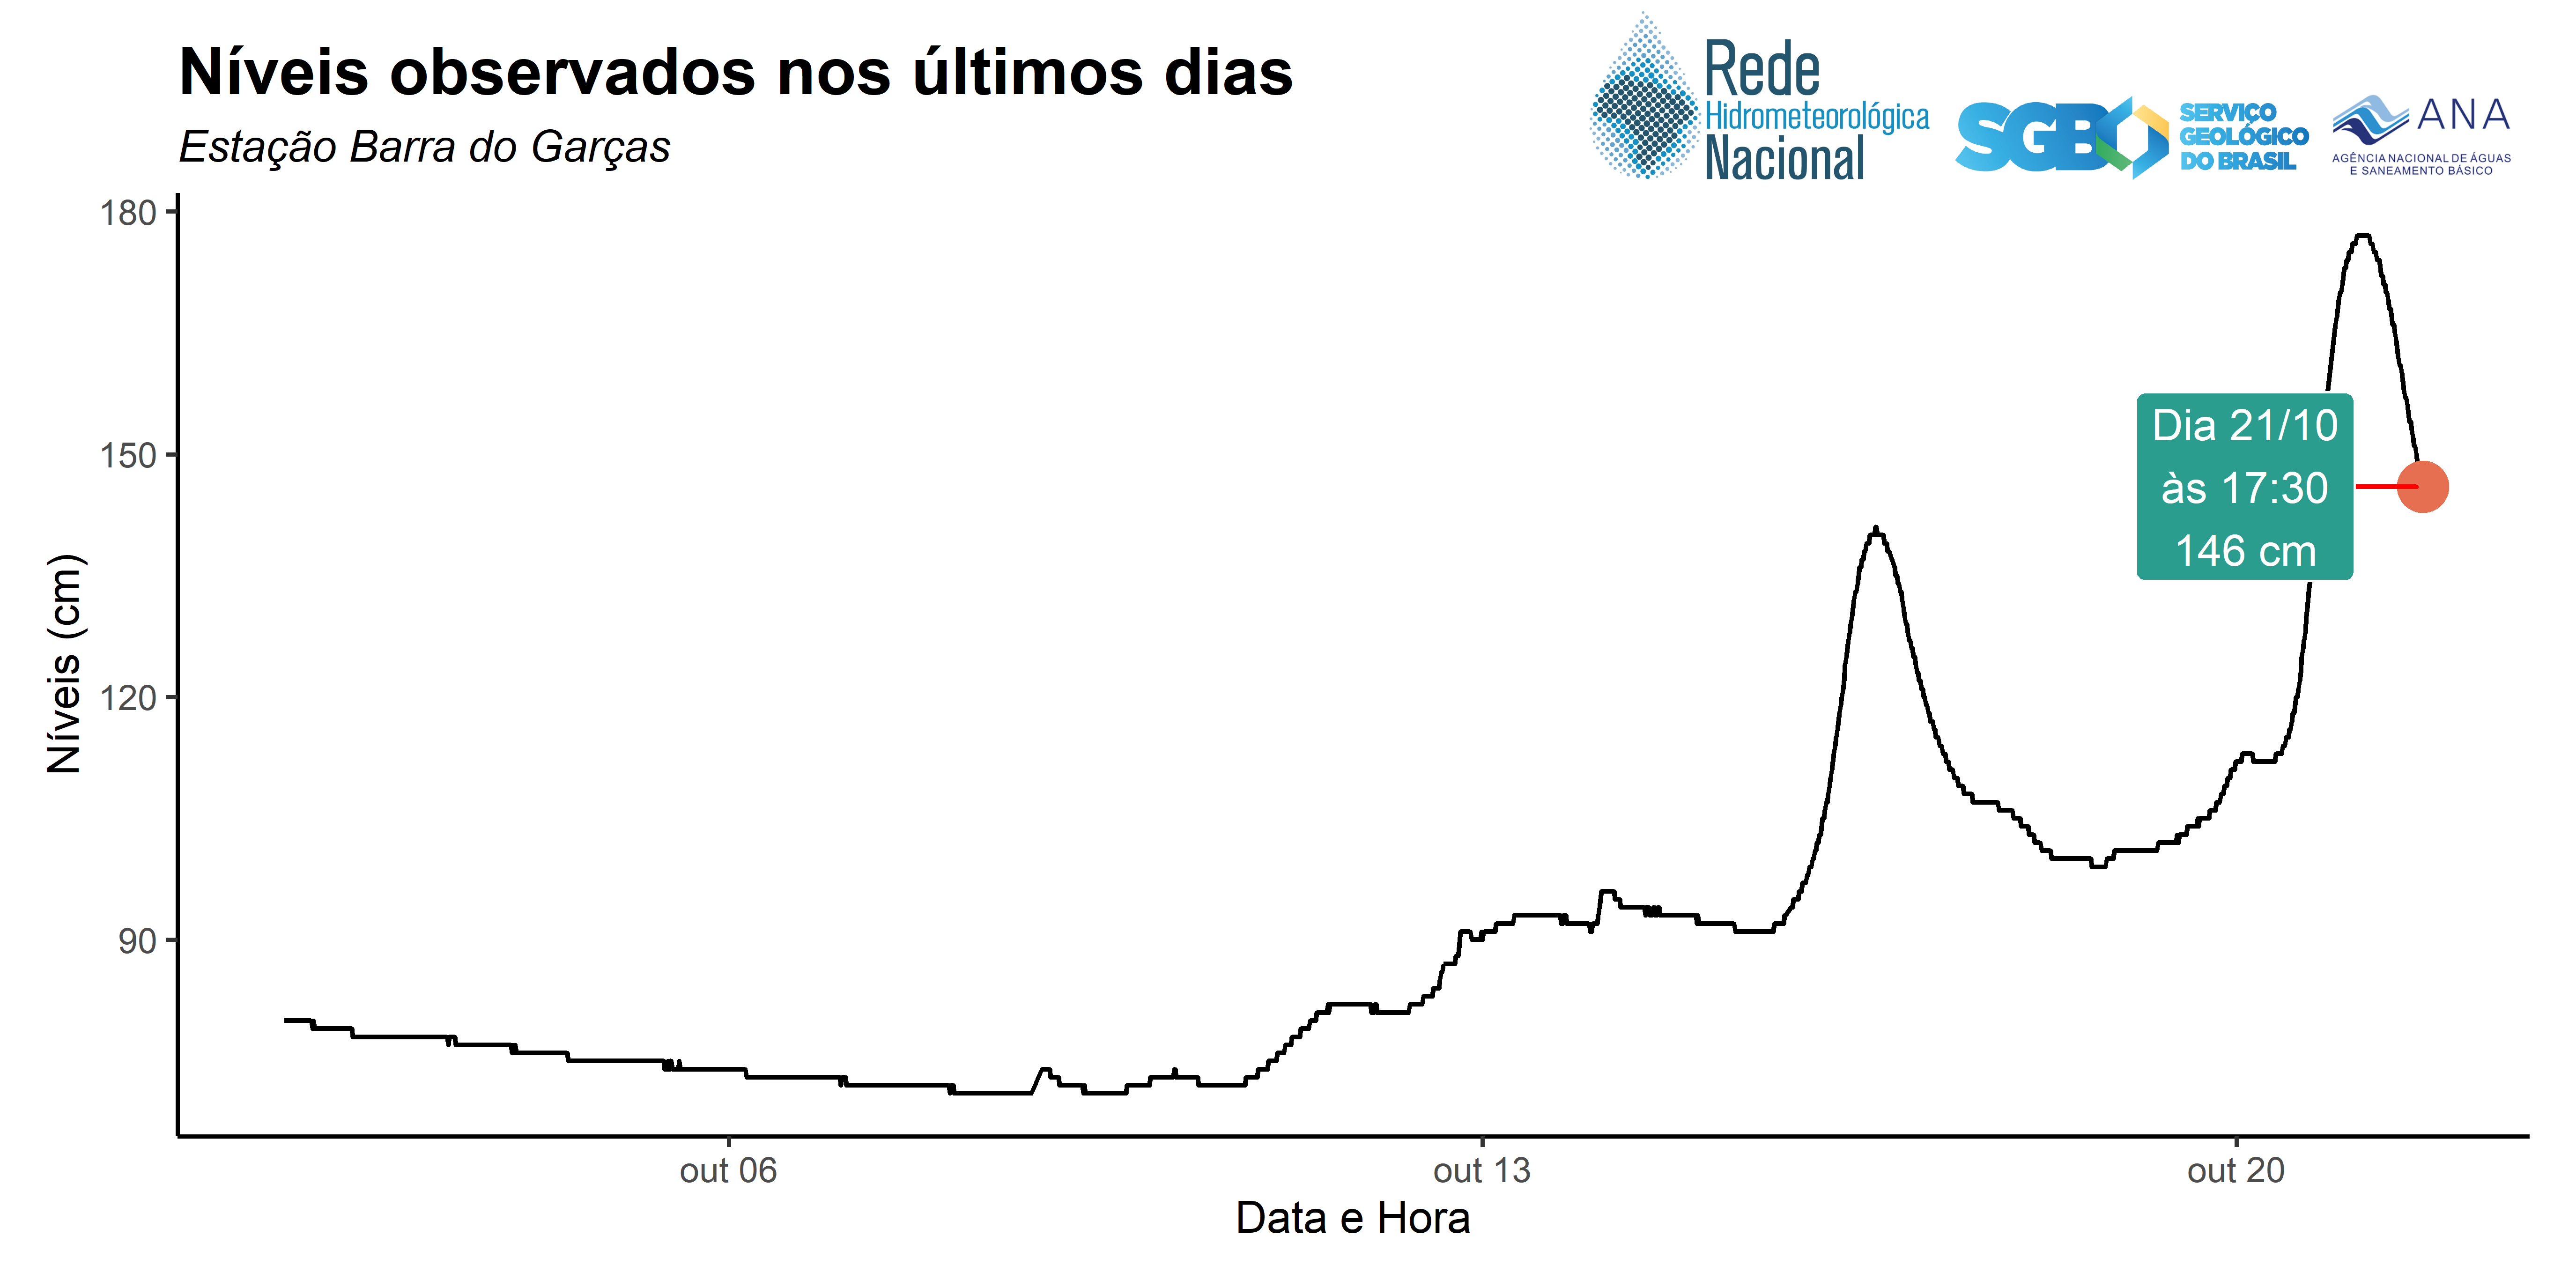 Níveis observados nos últimos dias
Estação Barra do Garças
Rede
Hidrometeorológica
Nacional
SGB
SERVIÇO
GEOLÓGICO
DO BRASIL
ANA
AGÊNCIA NACIONAL DE ÁGUAS
E SANEAMENTO BÁSICO
180
150
120
90
Níveis (cm)
Dia 21/10
às 17:30
146 cm
out 06
out 13
out 20
Data e Hora